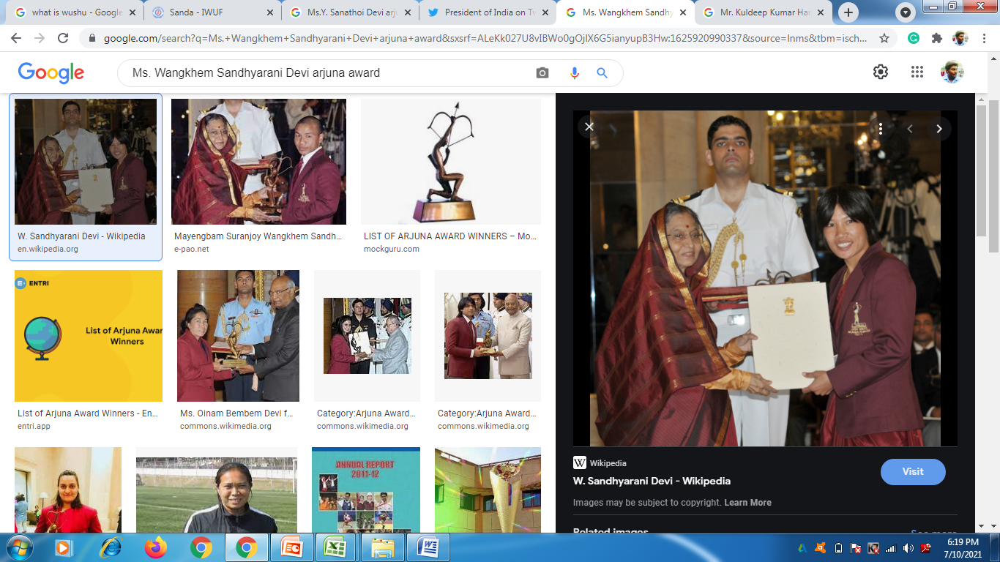 what is wushu - Google
Sanda - IWUF
Ms.Y. Sanathoi Devi arju
President of India on Tw
Ms. Wangkhem Sandhy
Mr. Kuldeep Kumar Har
google.com/search?q=Ms.+Wangkhem+Sandhyarani+Devi+arjuna+award&sxsrf=ALeKk027U8vIBWo0gOjIX6G5ianyupB3Hw:1625920990337&source=lnms&tbm=isch...
Google
Ms. Wangkhem Sandhyarani Devi arjuna award
W. Sandhyarani Devi - Wikipedia
en.wikipedia.org
Mayengbam Suranjoy Wangkhem Sandh...
e-pao.net
LIST OF ARJUNA AWARD WINNERS – Mo...
mockguru.com
E ENTRI
List of Arjuna Awar
Winners
List of Arjuna Award Winners - En...
entri.app
Ms. Oinam Bembem Devi f...
commons.wikimedia.org
Category:Arjuna Award...
commons.wikimedia.org
Category:Arjuna Award...
commons.wikimedia.org
ANNUAL REPORT
2011-12
W Wikipedia
W. Sandhyarani Devi - Wikipedia
Visit
Images may be subject to copyright. Learn More
Related images
See more
6:19 PM
7/10/2021